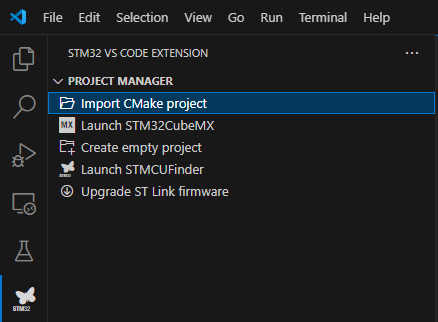 File Edit Selection View Go Run Terminal Help
STM32 VS CODE EXTENSION
PROJECT MANAGER
Import CMake project
MX Launch STM32CubeMX
Create empty project
STM32 Launch STMCUFinder
Upgrade ST Link firmware
STM32